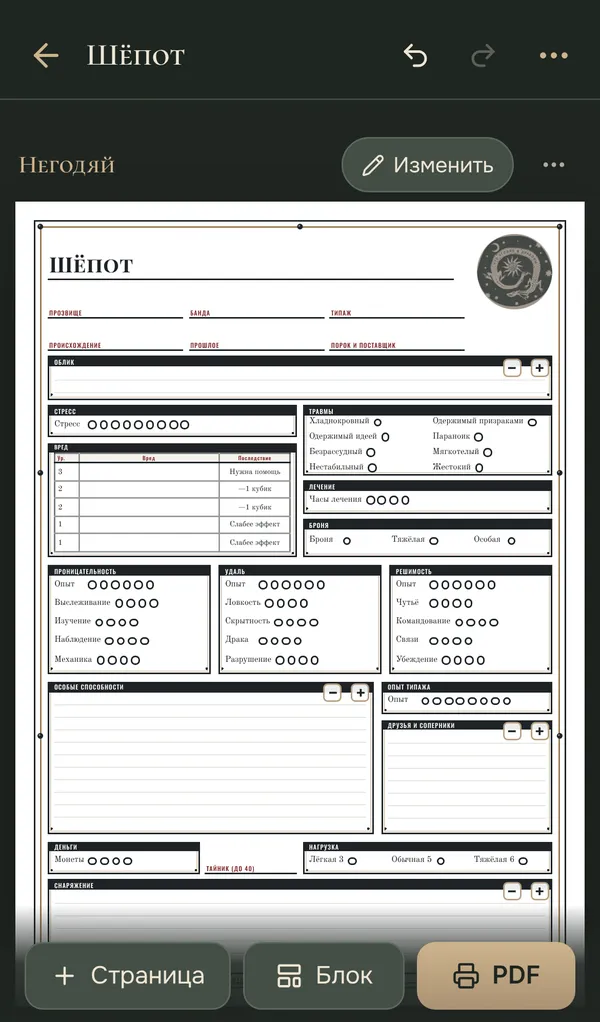 Шёпот
Негодяй
Изменить
ШЁПОТ
ПРОЗВИЩЕ БАНДА ТИПАЖ
ПРОИСХОЖДЕНИЕ ПРОШЛОЕ ПОРОК И ПОСТАВЩИК
ОБЛИК
СТРЕСС
Стресс
ТРАВМЫ
Хладнокровный Одержимый призраками
Одержимый идеей Параноик
Безрассудный Мягкотелый
Нестабильный Жестокий
ВРЕД
Ур. Вред Последствие
3 Нужна помощь
2 —1 кубик
2 —1 кубик
1 Слабее эффект
1 Слабее эффект
ЛЕЧЕНИЕ
Часы лечения
БРОНЯ
Броня Тяжёлая Особая
ПРОНИЦАТЕЛЬНОСТЬ
Опыт
Выслеживание
Изучение
Наблюдение
Механика
УДАЛЬ
Опыт
Ловкость
Скрытность
Драка
Разрушение
РЕШИМОСТЬ
Опыт
Чутьё
Командование
Связи
Убеждение
ОСОБЫЕ СПОСОБНОСТИ
ОПЫТ ТИПАЖА
Опыт
ДРУЗЬЯ И СОПЕРНИКИ
ДЕНЬГИ
Монеты
ТАЙНИК (ДО 40)
НАГРУЗКА
Лёгкая 3 Обычная 5 Тяжёлая 6
СНАРЯЖЕНИЕ
+ Страница
Блок
PDF